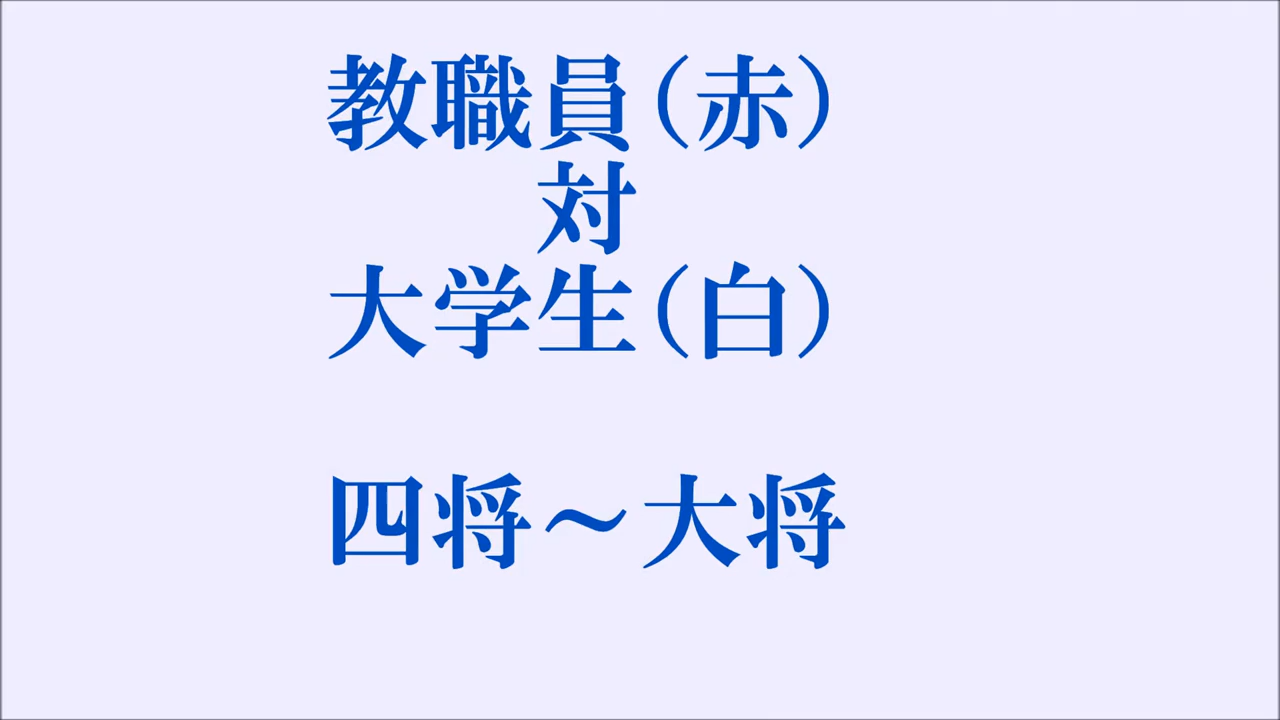 教職員（赤）
対
大学生（白）
四将～大将